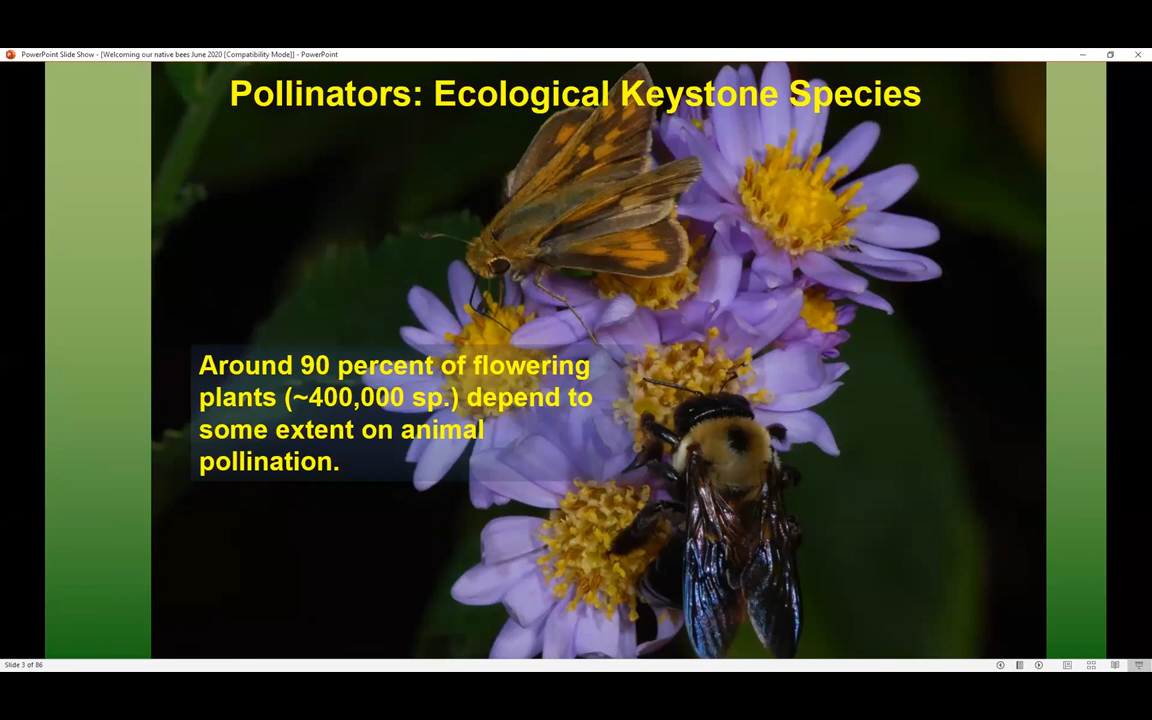 PowerPoint Slide Show - [Welcoming our native bees June 2020 [Compatibility Mode]] - PowerPoint
Pollinators: Ecological Keystone Species
Around 90 percent of flowering
plants (~400,000 sp.) depend to
some extent on animal
pollination.
Slide 3 of 86